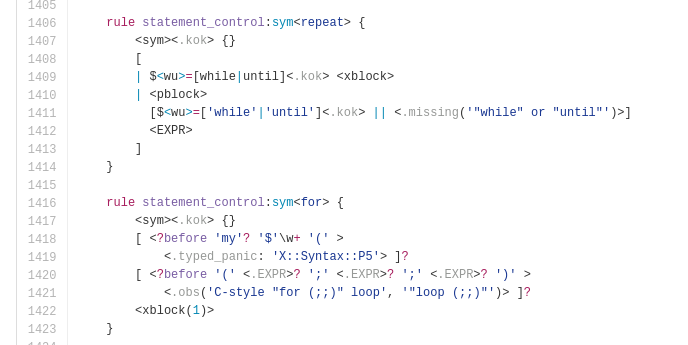 1405
1406 rule statement_control:sym<repeat> {
1407 <sym><.kok> {}
1408 [
1409 | $<wu>=[while|until]<.kok> <xblock>
1410 | <pblock>
1411 [$<wu>=['while'|'until']<.kok> || <.missing('"while" or "until"')>]
1412 <EXPR>
1413 ]
1414 }
1415
1416 rule statement_control:sym<for> {
1417 <sym><.kok> {}
1418 [ <?before 'my'? '$'\w+ '(' >
1419 <.typed_panic: 'X::Syntax::P5'> ]?
1420 [ <?before '(' <.EXPR>? ';' <.EXPR>? ';' <.EXPR>? ')' >
1421 <.obs('C-style "for (;;)" loop', '"loop (;;)"')> ]?
1422 <xblock(1)>
1423 }